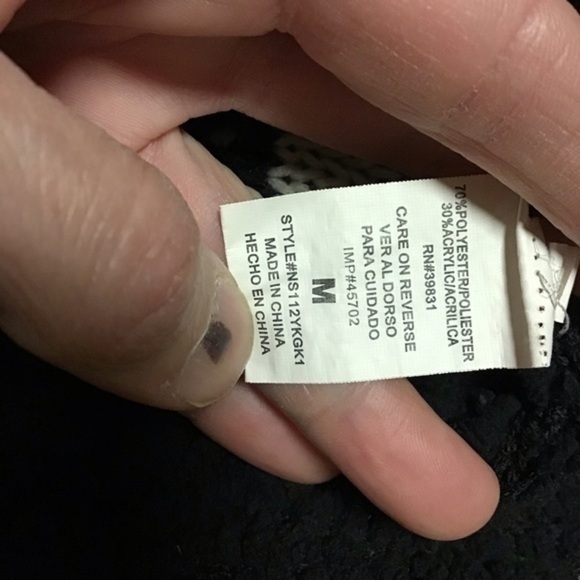 70%POLYESTER/POLIESTER
30%ACRYLIC/ACRILICA
RN#39831
CARE ON REVERSE
VER AL DORSO
PARA CUIDADO
IMP#45702
M
STYLE#NS112YKGK1
MADE IN CHINA
HECHO EN CHINA